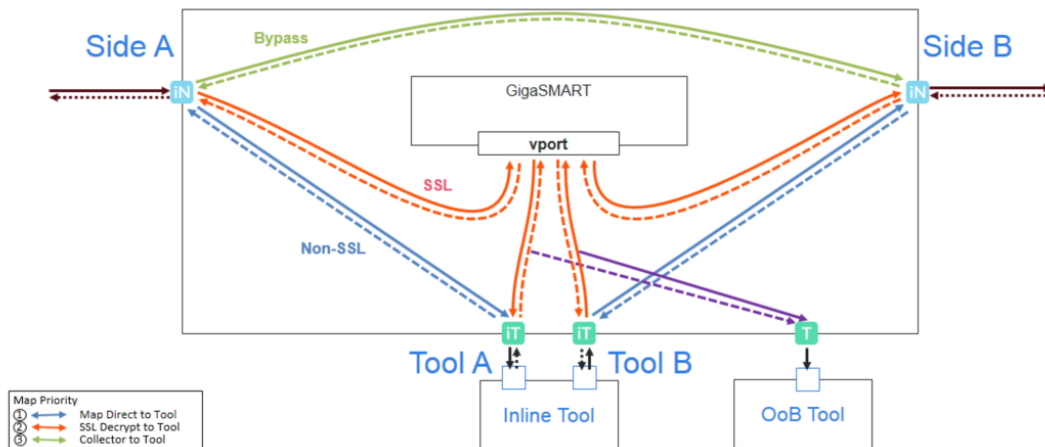 Side A
Bypass
Side B
iN
GigaSMART
iN
vport
SSL
Non-SSL
iT
iT
T
Tool A
Tool B
Inline Tool
OoB Tool
Map Priority
1 Map Direct to Tool
2 SSL Decrypt to Tool
3 Collector to Tool